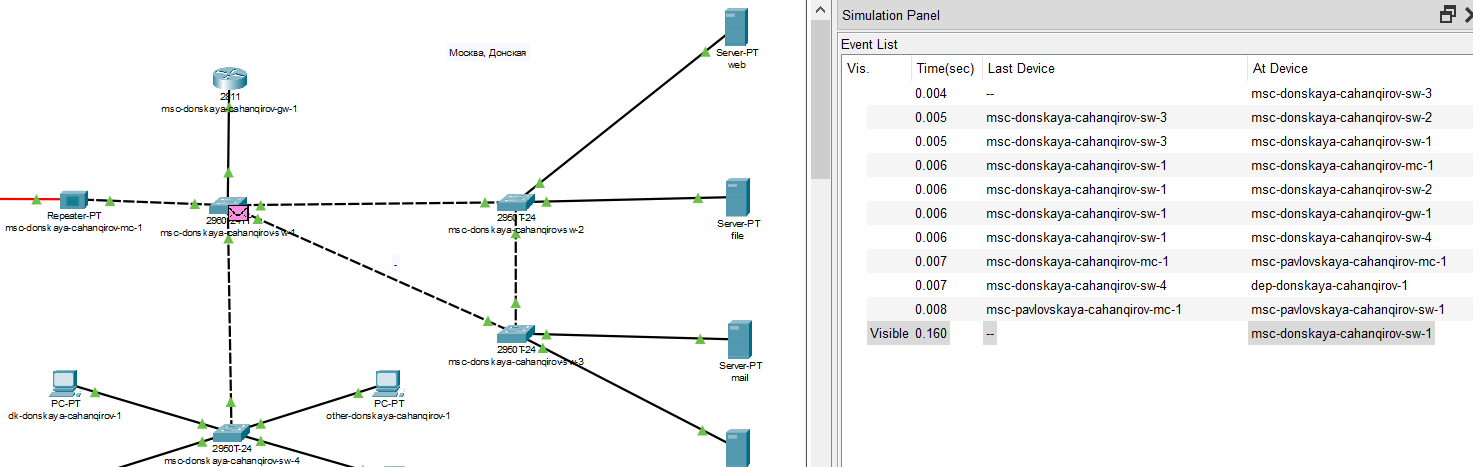 Москва, Донская
Server-PT
web
2811
msc-donskaya-cahanqirov-gw-1
Repeater-PT
msc-donskaya-cahanqirov-mc-1
msc-donskaya-cahanqirov-sw-1
2950T-24
msc-donskaya-cahanqirov-sw-2
Server-PT
file
-
2950T-24
msc-donskaya-cahanqirov-sw-3
Server-PT
mail
PC-PT
dk-donskaya-cahanqirov-1
PC-PT
other-donskaya-cahanqirov-1
2950T-24
msc-donskaya-cahanqirov-sw-4
Simulation Panel
Event List
Vis. Time(sec) Last Device At Device
0.004 -- msc-donskaya-cahanqirov-sw-3
0.005 msc-donskaya-cahanqirov-sw-3 msc-donskaya-cahanqirov-sw-2
0.005 msc-donskaya-cahanqirov-sw-3 msc-donskaya-cahanqirov-sw-1
0.006 msc-donskaya-cahanqirov-sw-1 msc-donskaya-cahanqirov-mc-1
0.006 msc-donskaya-cahanqirov-sw-1 msc-donskaya-cahanqirov-sw-2
0.006 msc-donskaya-cahanqirov-sw-1 msc-donskaya-cahanqirov-gw-1
0.006 msc-donskaya-cahanqirov-sw-1 msc-donskaya-cahanqirov-sw-4
0.007 msc-donskaya-cahanqirov-mc-1 msc-pavlovskaya-cahanqirov-mc-1
0.007 msc-donskaya-cahanqirov-sw-4 dep-donskaya-cahanqirov-1
0.008 msc-pavlovskaya-cahanqirov-mc-1 msc-pavlovskaya-cahanqirov-sw-1
Visible 0.160 -- msc-donskaya-cahanqirov-sw-1